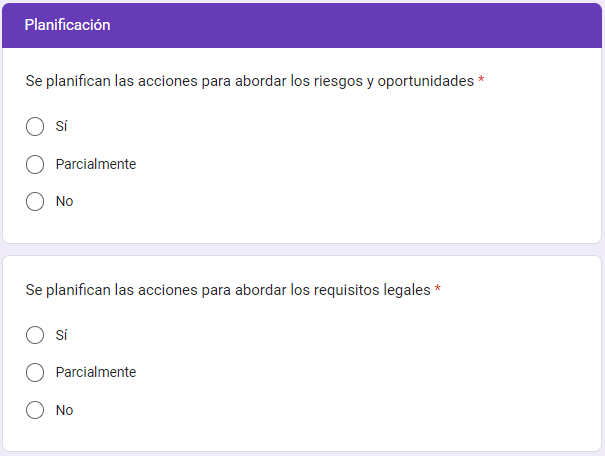 Planificación
Se planifican las acciones para abordar los riesgos y oportunidades *
Sí
Parcialmente
No
Se planifican las acciones para abordar los requisitos legales *
Sí
Parcialmente
No